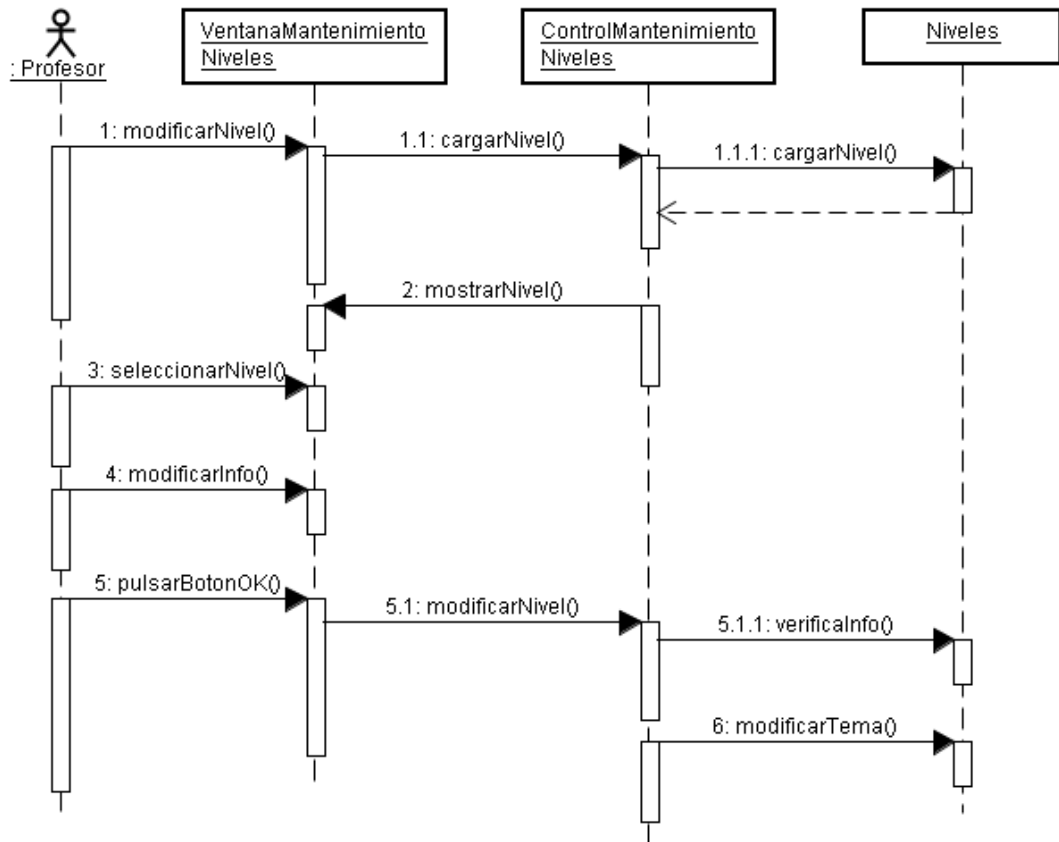 : Profesor
VentanaMantenimiento
Niveles
ControlMantenimiento
Niveles
Niveles
1: modificarNivel()
1.1: cargarNivel()
1.1.1: cargarNivel()
2: mostrarNivel()
3: seleccionarNivel()
4: modificarInfo()
5: pulsarBotonOK()
5.1: modificarNivel()
5.1.1: verificaInfo()
6: modificarTema()